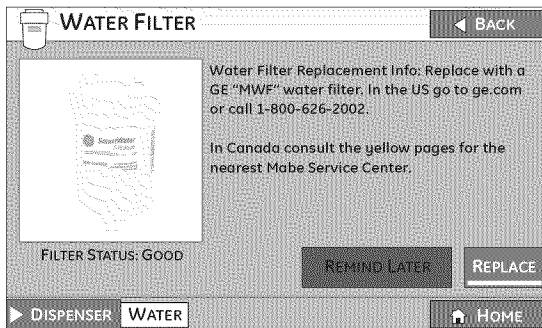 WATER FILTER
BACK
Water Filter Replacement Info: Replace with a
GE "MWF" water filter. In the US go to ge.com
or call 1-800-626-2002.
In Canada consult the yellow pages for the
nearest Mabe Service Center.
SmartWater
FILTER STATUS: GOOD
REMIND LATER
REPLACE
DISPENSER
WATER
HOME